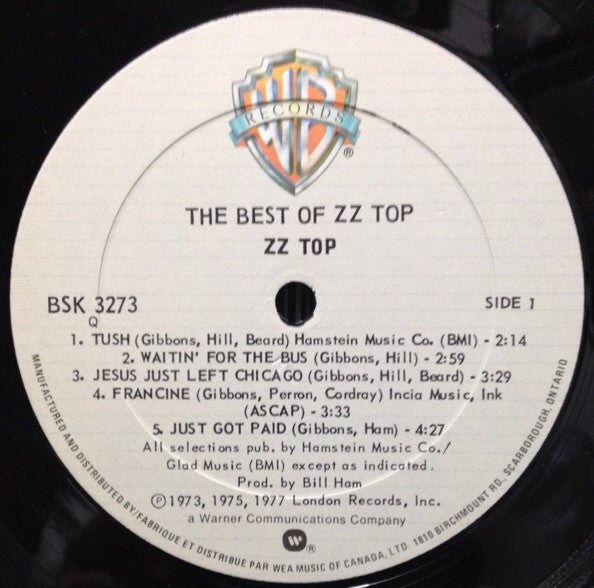 WB
RECORDS
®
THE BEST OF ZZ TOP
ZZ TOP
BSK 3273
Q
SIDE 1
1. TUSH (Gibbons, Hill, Beard) Hamstein Music Co. (BMI) - 2:14
2. WAITIN' FOR THE BUS (Gibbons, Hill) - 2:59
3. JESUS JUST LEFT CHICAGO (Gibbons, Hill, Beard) - 3:29
4. FRANCINE (Gibbons, Perron, Cordray) Incia Music, Ink
(ASCAP) - 3:33
5. JUST GOT PAID (Gibbons, Ham) - 4:27
All selections pub. by Hamstein Music Co./
Glad Music (BMI) except as indicated.
Prod. by Bill Ham
℗1973, 1975, 1977 London Records, Inc.
a Warner Communications Company
®
MANUFACTURED AND DISTRIBUTED BY/FABRIQUE ET DISTRIBUE PAR WEA MUSIC OF CANADA, LTD. 1810 BIRCHMOUNT RD., SCARBOROUGH, ONTARIO